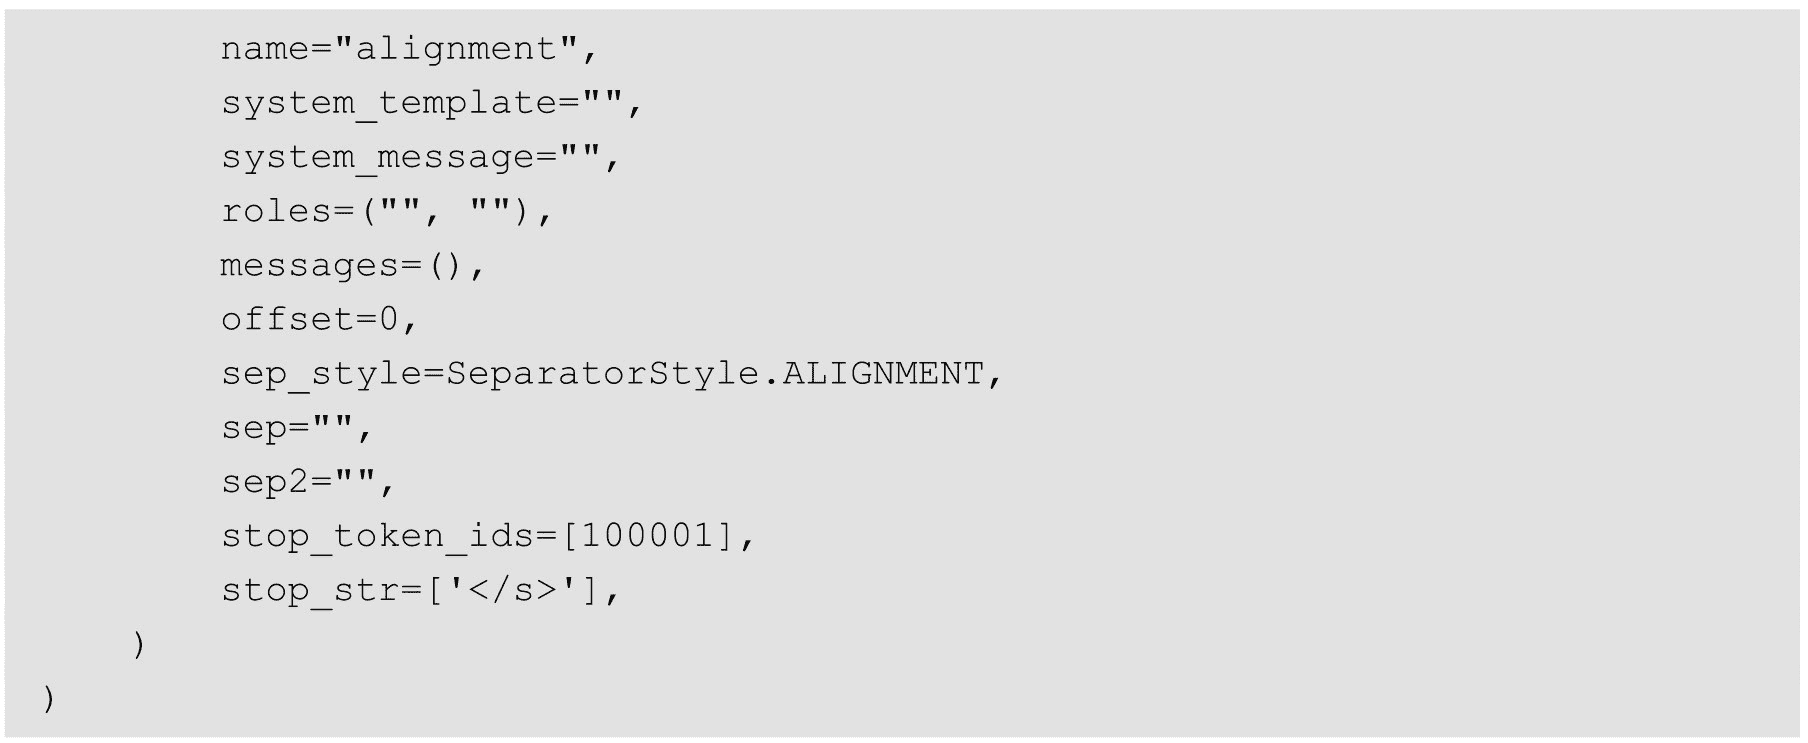 name="alignment",
system_template="",
system_message="",
roles=("", ""),
messages=(),
offset=0,
sep_style=SeparatorStyle.ALIGNMENT,
sep="",
sep2="",
stop_token_ids=[100001],
stop_str=['</s>'],
)
)